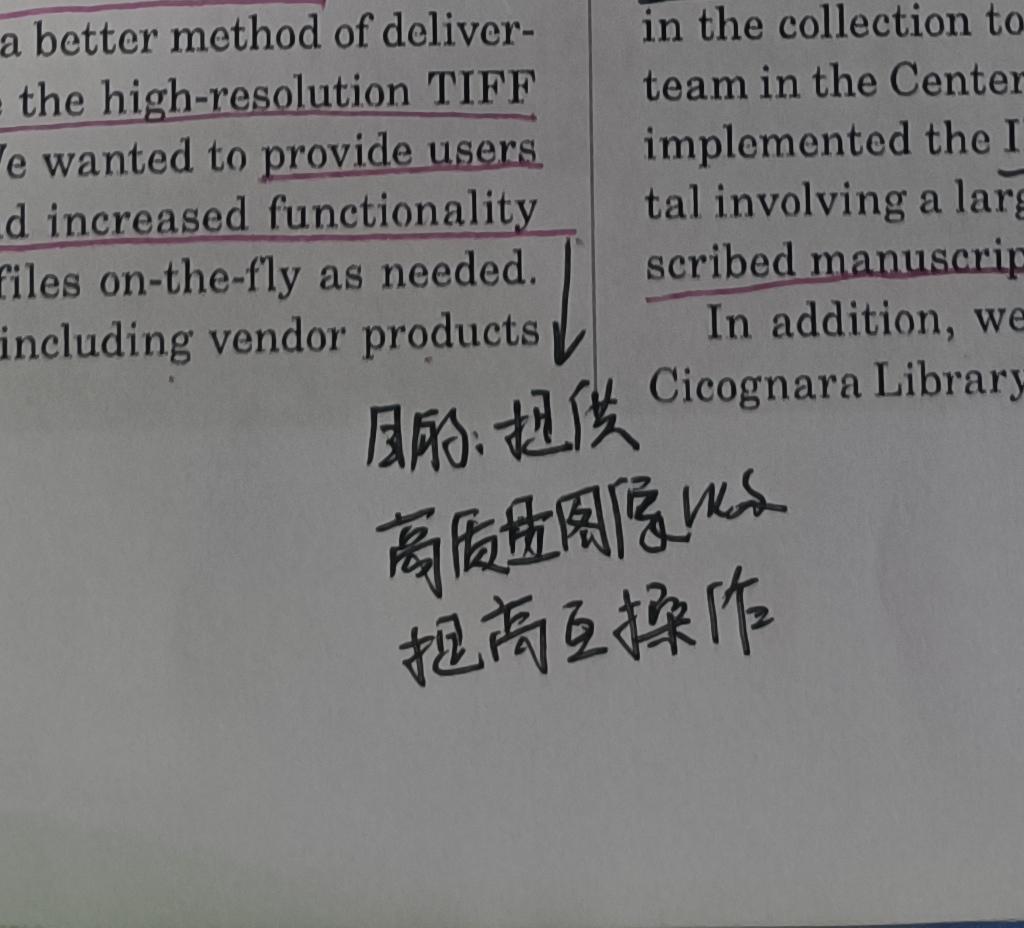 a better method of deliver-
the high-resolution TIFF
e wanted to provide users
d increased functionality
files on-the-fly as needed.
including vendor products
in the collection to
team in the Center
implemented the I
tal involving a larg
scribed manuscrip
In addition, we
Cicognara Library
目的:提供
高质量图像以及
提高互操作